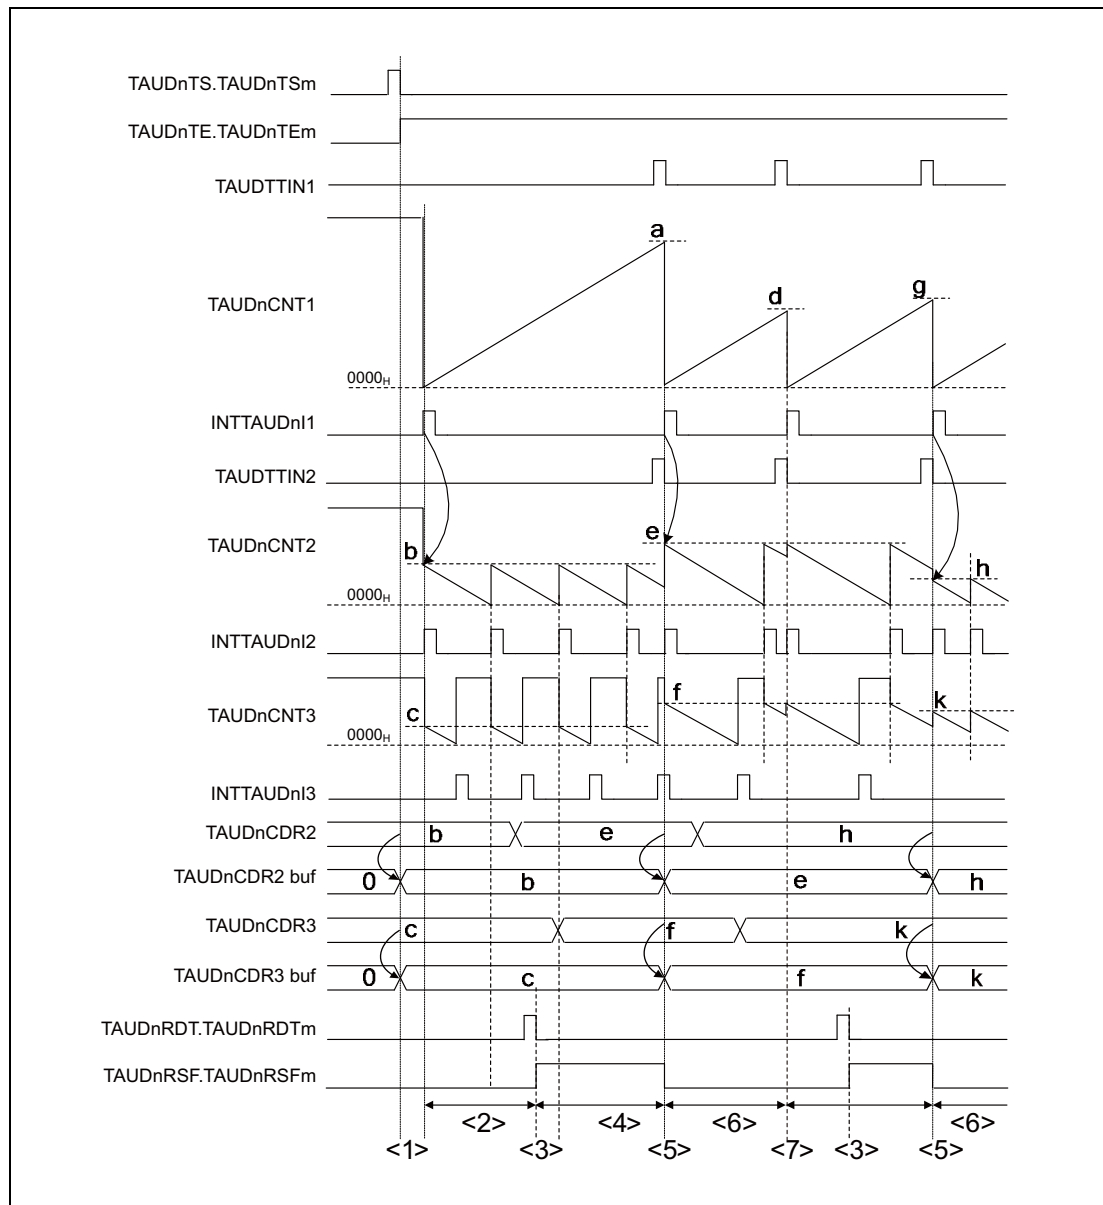 TAUDnTS.TAUDnTSm
TAUDnTE.TAUDnTEm
TAUDTTIN1
a
d
g
TAUDnCNT1
0000H
INTTAUDnI1
TAUDTTIN2
e
TAUDnCNT2
b
h
0000H
INTTAUDnI2
f
k
TAUDnCNT3
c
0000H
INTTAUDnI3
TAUDnCDR2 b e h
TAUDnCDR2 buf 0 b e h
TAUDnCDR3 c f k
TAUDnCDR3 buf 0 c f k
TAUDnRDT.TAUDnRDTm
TAUDnRSF.TAUDnRSFm
<2> <4> <6> <6>
<1> <3> <5> <7> <3> <5>